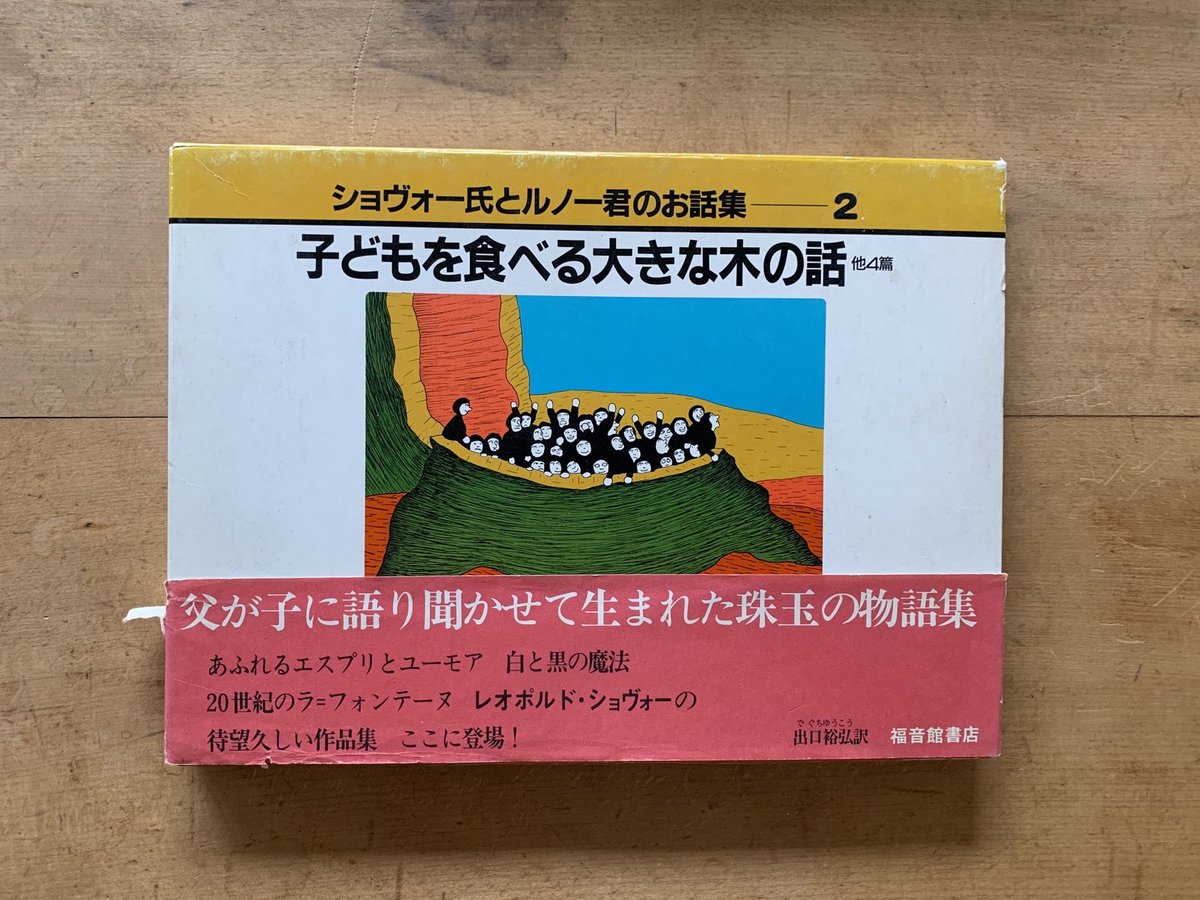 ショヴォー氏とルノー君のお話集——2
子どもを食べる大きな木の話 他4篇
父が子に語り聞かせて生まれた珠玉の物語集
あふれるエスプリとユーモア　白と黒の魔法
20世紀のラ=フォンテーヌ　レオポルド・ショヴォーの
待望久しい作品集　ここに登場！
でぐちゆうこう
出口裕弘訳　福音館書店